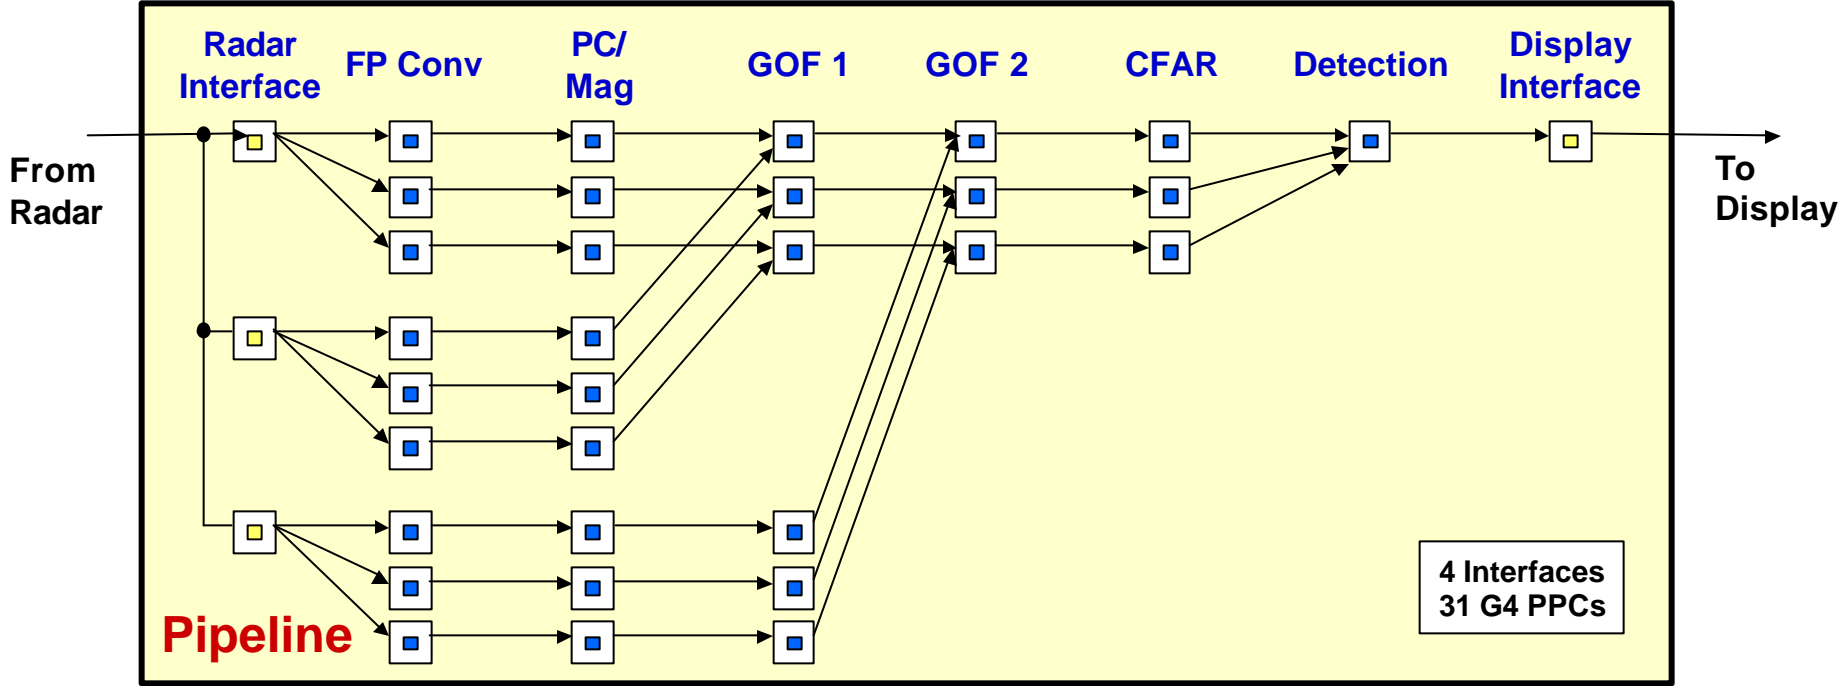 Radar
Interface
FP Conv
PC/
Mag
GOF 1
GOF 2
CFAR
Detection
Display
Interface
From
Radar
To
Display
4 Interfaces
31 G4 PPCs
Pipeline